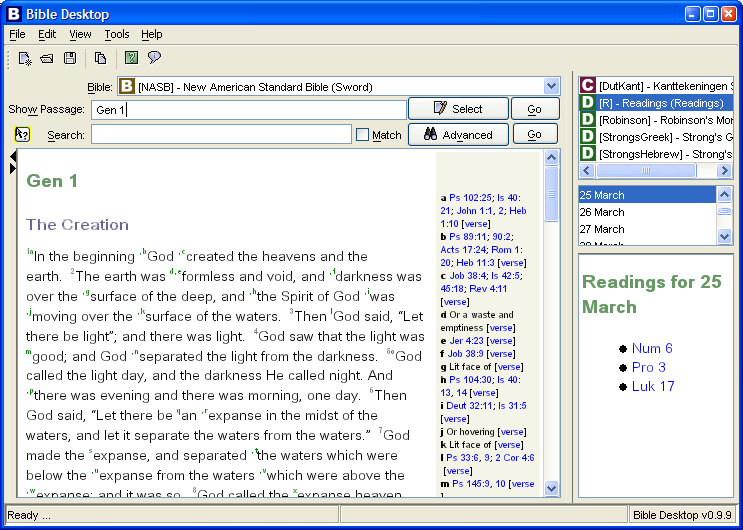 Bible Desktop
File Edit View Tools Help
Bible: [NASB] - New American Standard Bible (Sword)
Show Passage: Gen 1 Select Go
Search: Match Advanced Go
Gen 1
The Creation
1a In the beginning ·b God ·c created the heavens and the
earth. 2 The earth was d,e formless and void, and ·f darkness was
over the ·g surface of the deep, and ·h the Spirit of God ·i was
·j moving over the ·k surface of the waters. 3 Then l God said, “Let
there be light”; and there was light. 4 God saw that the light was
m good; and God ·n separated the light from the darkness. 5o God
called the light day, and the darkness He called night. And
·p there was evening and there was morning, one day. 6 Then
God said, “Let there be q an ·r expanse in the midst of the
waters, and let it separate the waters from the waters.” 7 God
made the s expanse, and separated ·t the waters which were
below the ·u expanse from the waters ·v which were above the
·w expanse; and it was so. 8 God called the x expanse heaven.
a Ps 102:25; Is 40:
21; John 1:1, 2; Heb
1:10 [verse]
b Ps 89:11; 90:2;
Acts 17:24; Rom 1:
20; Heb 11:3 [verse]
c Job 38:4; Is 42:5;
45:18; Rev 4:11
[verse]
d Or a waste and
emptiness [verse]
e Jer 4:23 [verse]
f Job 38:9 [verse]
g Lit face of [verse]
h Ps 104:30; Is 40:
13, 14 [verse]
i Deut 32:11; Is 31:5
[verse]
j Or hovering [verse]
k Lit face of [verse]
l Ps 33:6, 9; 2 Cor 4:6
[verse]
m Ps 145:9, 10 [verse
[DutKant] - Kanttekeningen S
[R] - Readings (Readings)
[Robinson] - Robinson's Mor
[StrongsGreek] - Strong's G
[StrongsHebrew] - Strong's
25 March
26 March
27 March
28 March
Readings for 25
March
Num 6
Pro 3
Luk 17
Ready ...
Bible Desktop v0.9.9